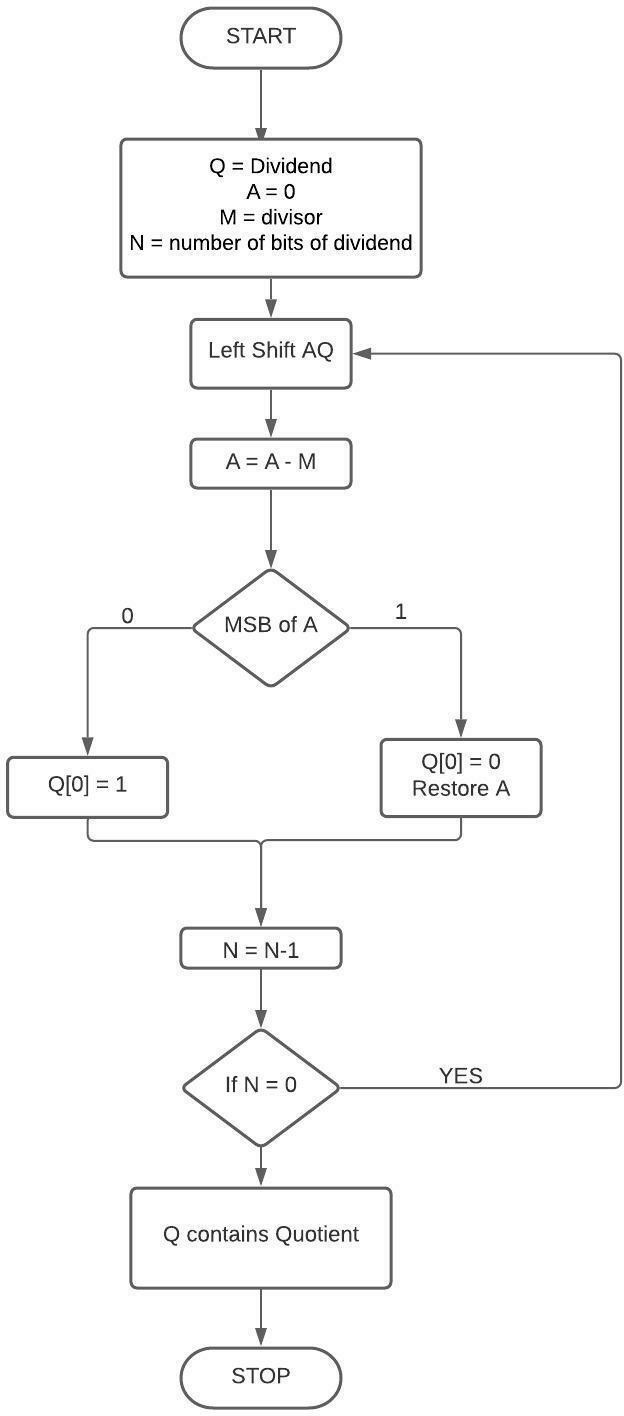 START
Q = Dividend
A = 0
M = divisor
N = number of bits of dividend
Left Shift AQ
A = A - M
MSB of A
0
1
Q[0] = 1
Q[0] = 0
Restore A
N = N-1
If N = 0
YES
Q contains Quotient
STOP